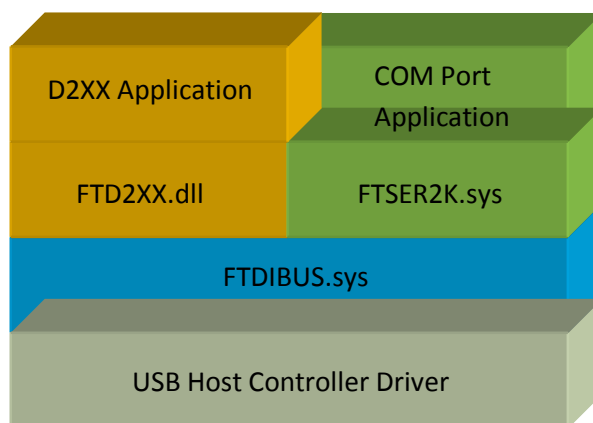 D2XX Application
COM Port
Application
FTD2XX.dll
FTSER2K.sys
FTDIBUS.sys
USB Host Controller Driver